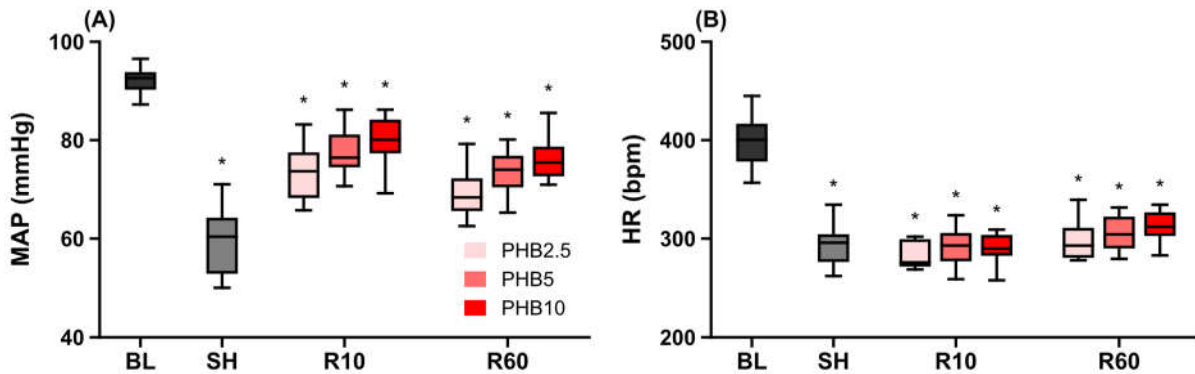 (A)
MAP (mmHg)
100
80
60
40
*
* * *
* * *
PHB2.5
PHB5
PHB10
BL SH R10 R60
(B)
HR (bpm)
500
400
300
200
*
* * *
* * *
BL SH R10 R60